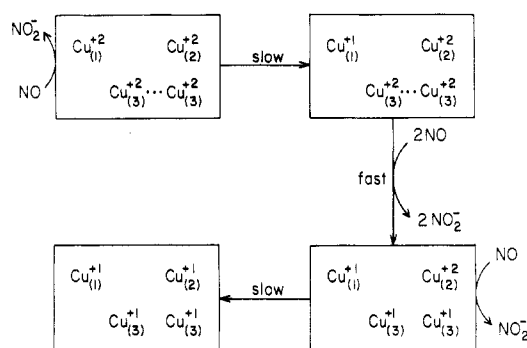 NO₂⁻
Cu⁺²₍₁₎ Cu⁺²₍₂₎
NO
Cu⁺²₍₃₎ ··· Cu⁺²₍₃₎
slow
Cu⁺¹₍₁₎ Cu⁺²₍₂₎
Cu⁺²₍₃₎ ··· Cu⁺²₍₃₎
2NO
fast
2 NO₂⁻
Cu⁺¹₍₁₎ Cu⁺¹₍₂₎
Cu⁺¹₍₃₎ Cu⁺¹₍₃₎
slow
Cu⁺¹₍₁₎ Cu⁺²₍₂₎
Cu⁺¹₍₃₎ Cu⁺¹₍₃₎
NO
NO₂⁻